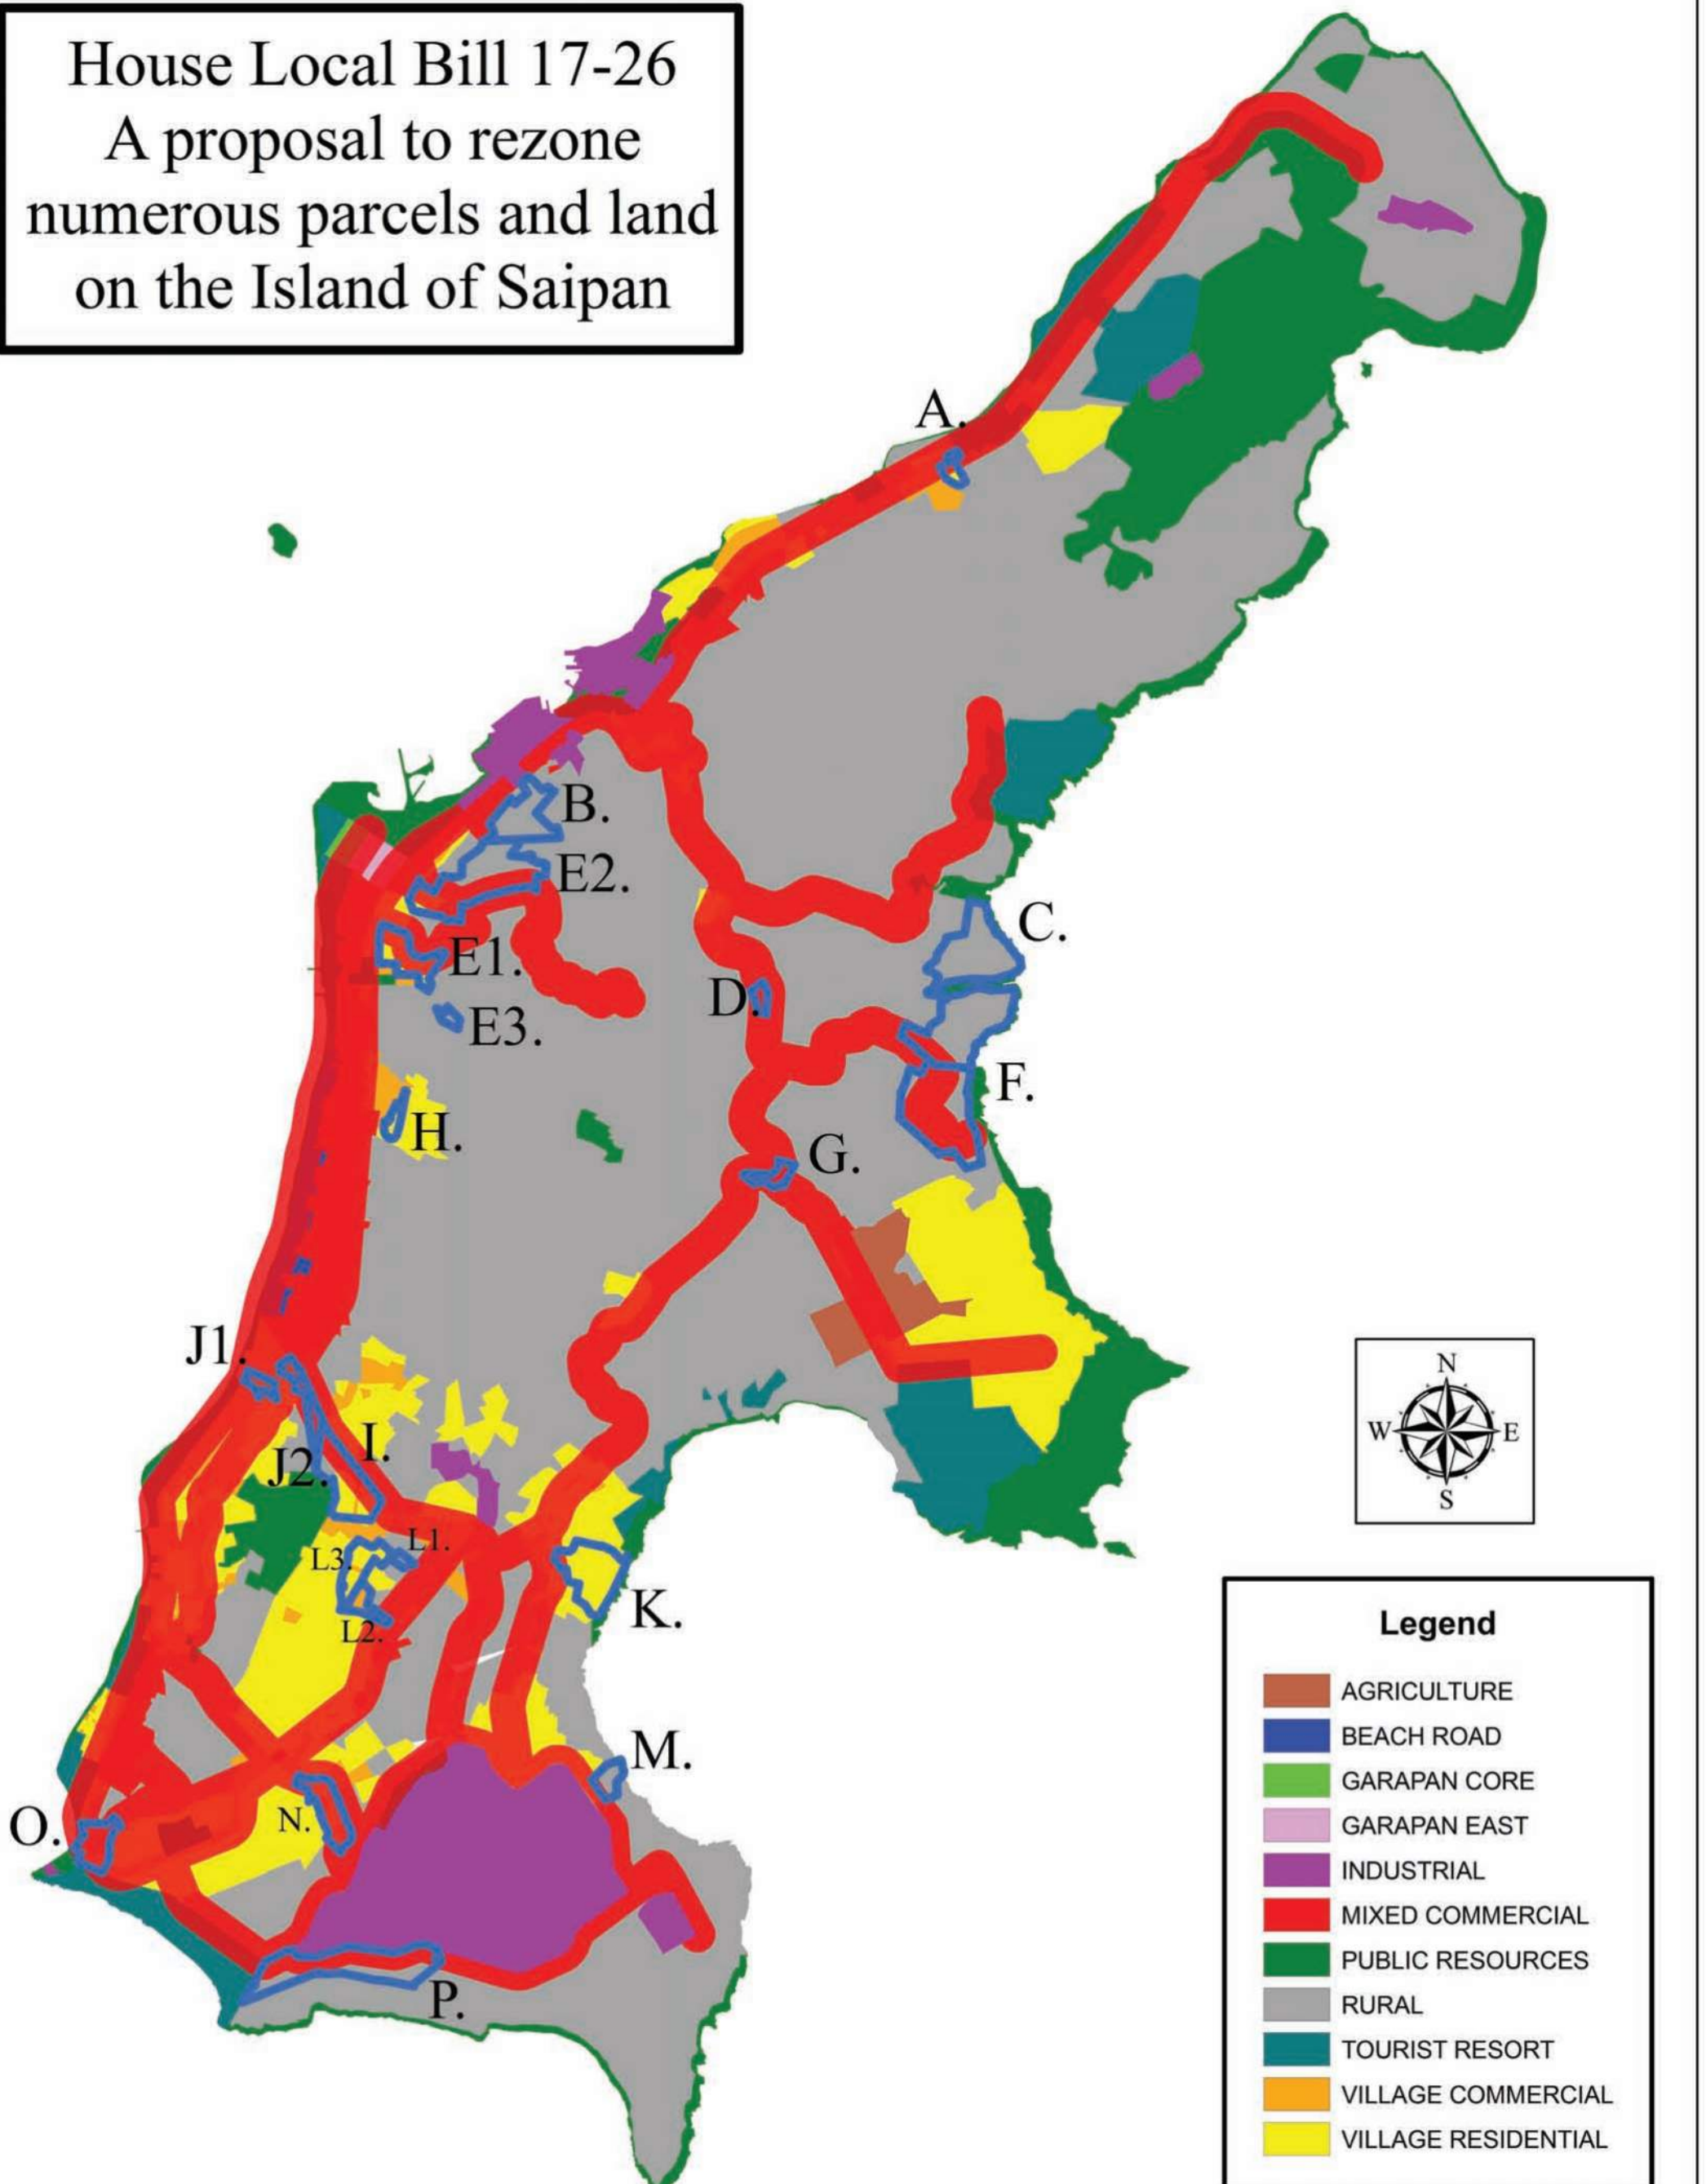 House Local Bill 17-26
A proposal to rezone
numerous parcels and land
on the Island of Saipan
A.
B.
E2.
C.
E1.
D.
E3.
F.
H.
G.
J1.
I.
J2.
L1.
L3.
K.
L2.
M.
N.
O.
P.
N
W
E
S
Legend
AGRICULTURE
BEACH ROAD
GARAPAN CORE
GARAPAN EAST
INDUSTRIAL
MIXED COMMERCIAL
PUBLIC RESOURCES
RURAL
TOURIST RESORT
VILLAGE COMMERCIAL
VILLAGE RESIDENTIAL